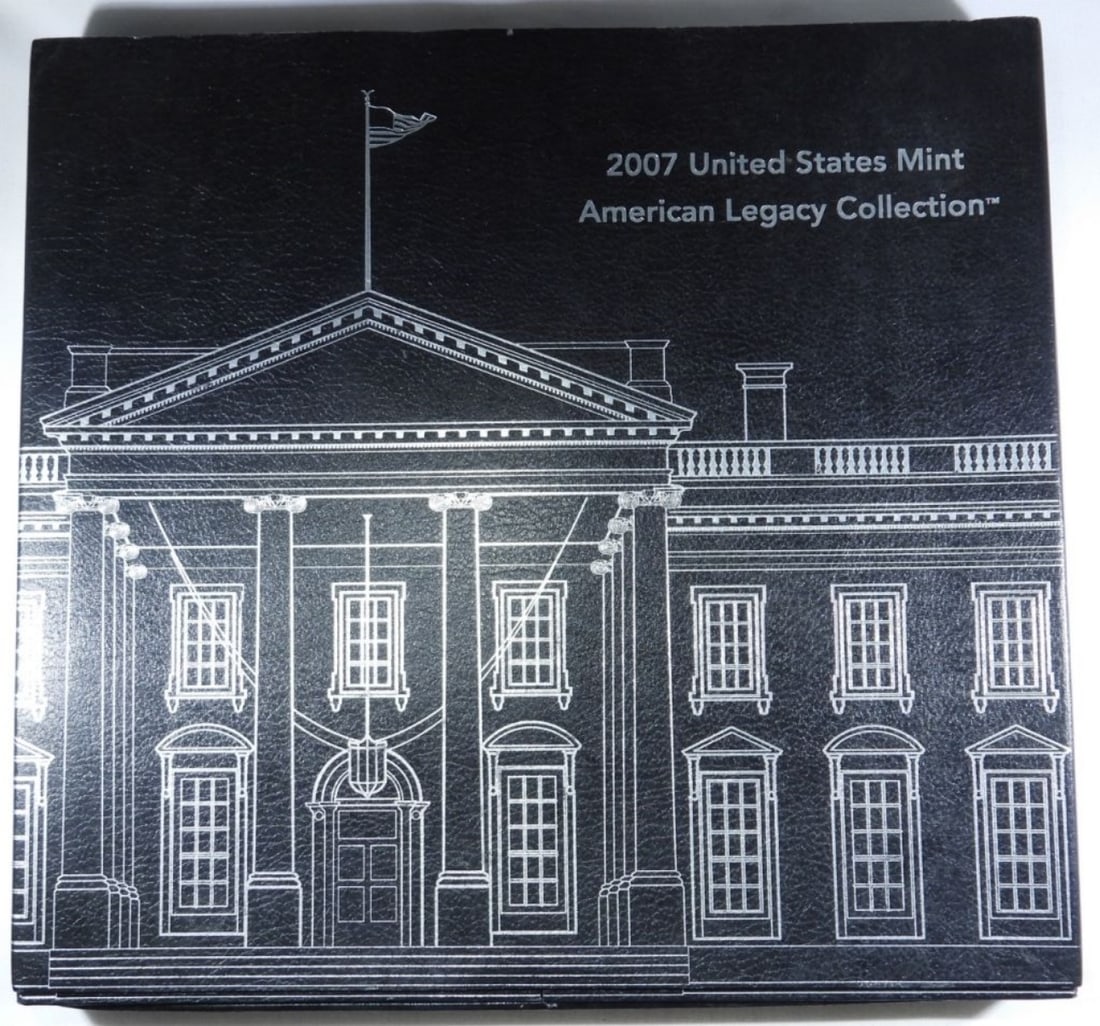 2007 United States Mint
American Legacy Collection™